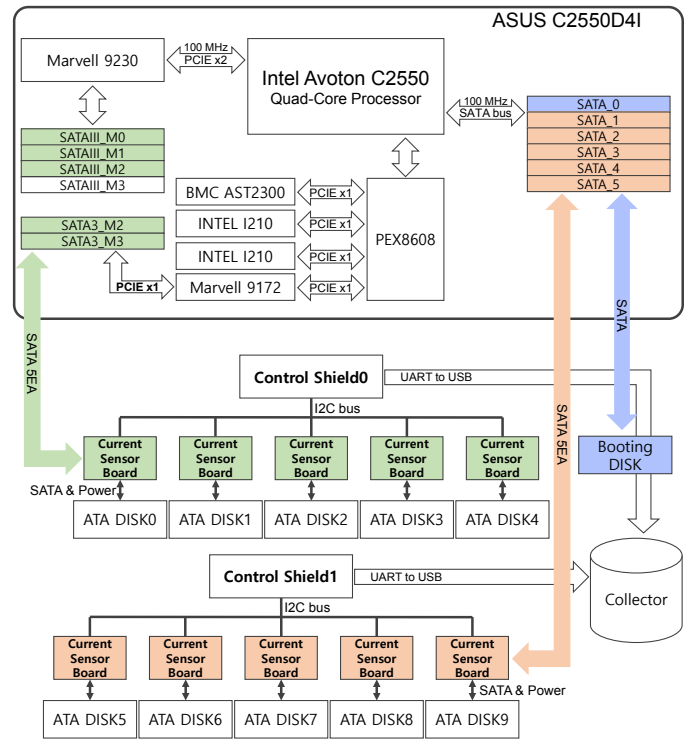 ASUS C2550D4I
Marvell 9230
100 MHz
PCIE x2
Intel Avoton C2550
Quad-Core Processor
100 MHz
SATA bus
SATA_0
SATA_1
SATA_2
SATA_3
SATA_4
SATA_5
SATAIII_M0
SATAIII_M1
SATAIII_M2
SATAIII_M3
SATA3_M2
SATA3_M3
BMC AST2300
PCIE x1
INTEL I210
PCIE x1
INTEL I210
PCIE x1
PCIE x1
Marvell 9172
PCIE x1
PEX8608
SATA
SATA 5EA
SATA 5EA
Control Shield0
UART to USB
I2C bus
Current
Sensor
Board
Current
Sensor
Board
Current
Sensor
Board
Current
Sensor
Board
Current
Sensor
Board
Booting
DISK
SATA & Power
ATA DISK0
ATA DISK1
ATA DISK2
ATA DISK3
ATA DISK4
Control Shield1
UART to USB
Collector
I2C bus
Current
Sensor
Board
Current
Sensor
Board
Current
Sensor
Board
Current
Sensor
Board
Current
Sensor
Board
SATA & Power
ATA DISK5
ATA DISK6
ATA DISK7
ATA DISK8
ATA DISK9